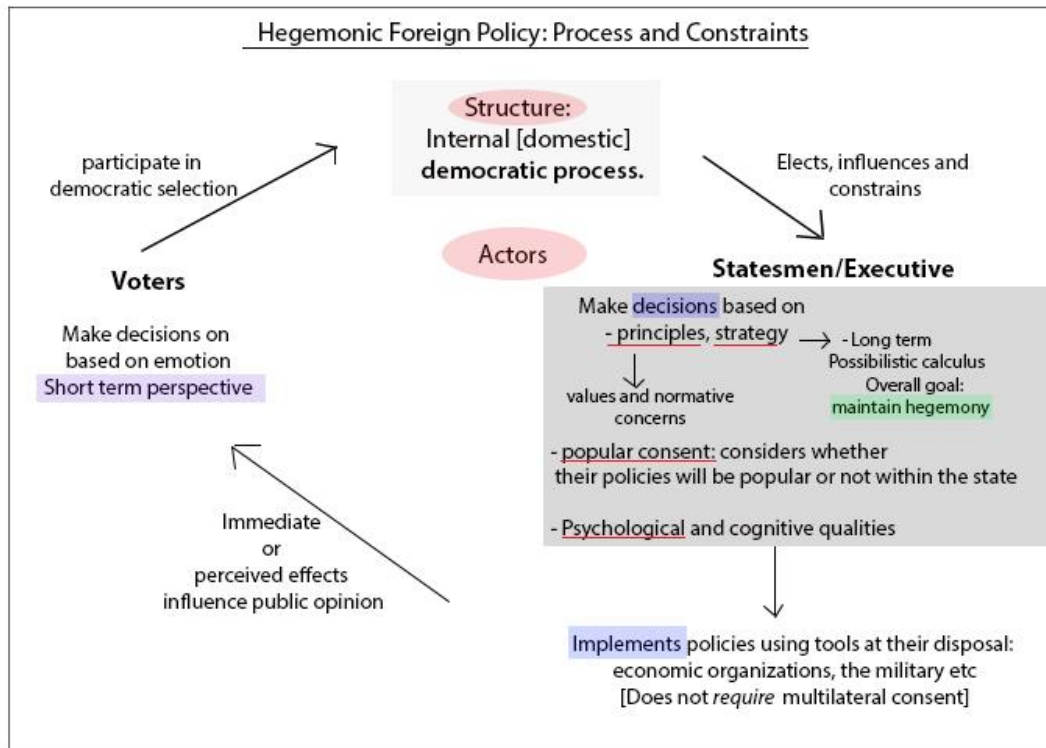 Hegemonic Foreign Policy: Process and Constraints
Structure:
Internal [domestic]
democratic process.
participate in
democratic selection
Elects, influences and
constrains
Actors
Voters
Make decisions on
based on emotion
Short term perspective
Statesmen/Executive
Make decisions based on
- principles, strategy
- Long term
Possibilistic calculus
Overall goal:
maintain hegemony
values and normative
concerns
- popular consent: considers whether
their policies will be popular or not within the state
- Psychological and cognitive qualities
Immediate
or
perceived effects
influence public opinion
Implements policies using tools at their disposal:
economic organizations, the military etc
[Does not require multilateral consent]